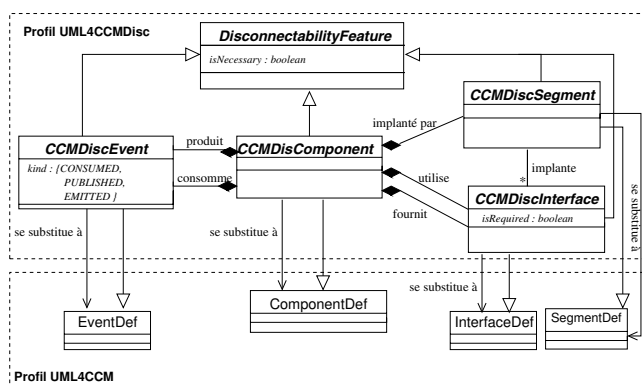 Profil UML4CCMDisc
DisconnectabilityFeature
isNecessary : boolean
CCMDiscSegment
implanté par
CCMDiscEvent
produit
CCMDisComponent
kind : {CONSUMED,
PUBLISHED,
EMITTED }
consomme
utilise
implante
*
CCMDiscInterface
isRequired : boolean
fournit
se substitue à
se substitue à
se substitue à
se substitue à
EventDef
ComponentDef
InterfaceDef
SegmentDef
Profil UML4CCM